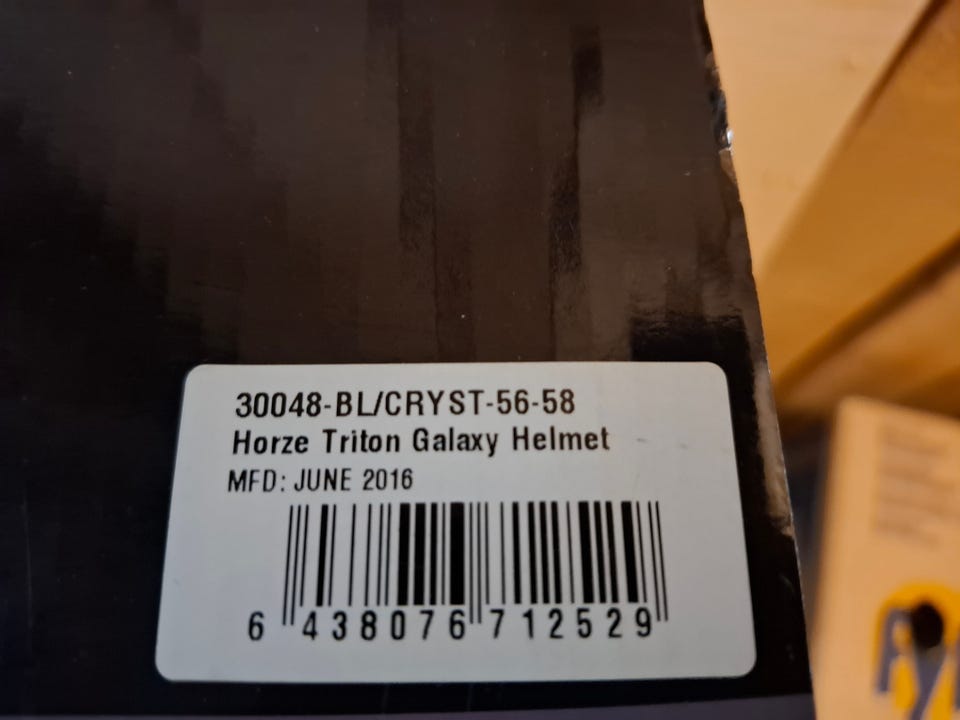 30048-BL/CRYST-56-58
Horze Triton Galaxy Helmet
MFD: JUNE 2016
6 438076 712529